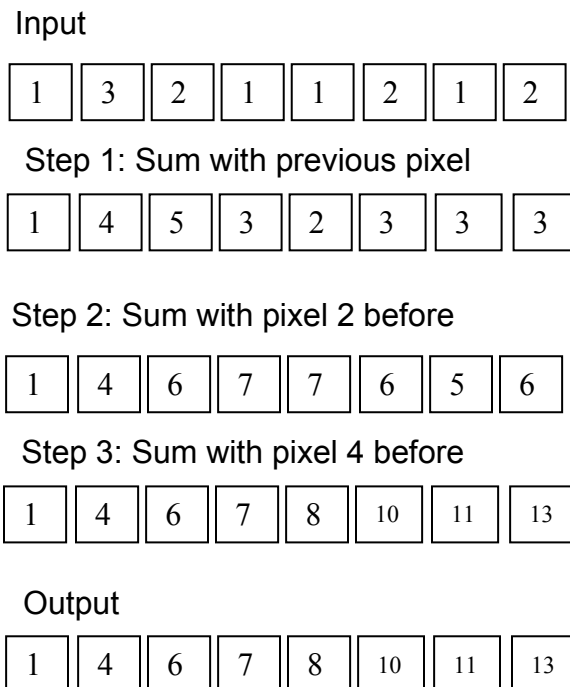 Input
1 3 2 1 1 2 1 2
Step 1: Sum with previous pixel
1 4 5 3 2 3 3 3
Step 2: Sum with pixel 2 before
1 4 6 7 7 6 5 6
Step 3: Sum with pixel 4 before
1 4 6 7 8 10 11 13
Output
1 4 6 7 8 10 11 13